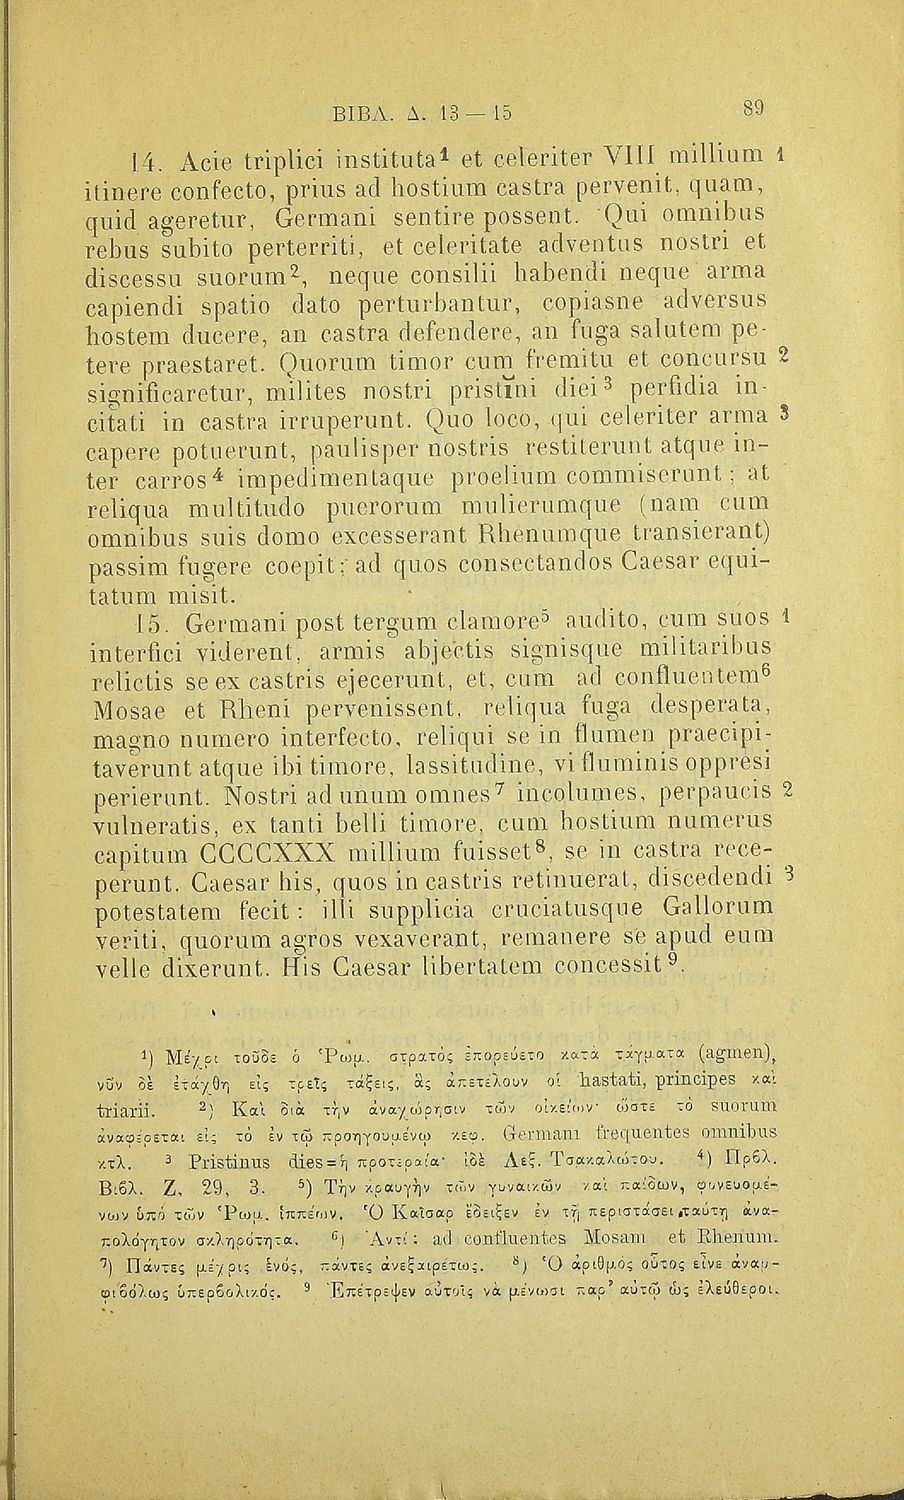 ΒΙΒΛ. Δ. 13 — 15 89
14. Acie triplici instituta¹ et celeriter VIII millium 1
itinere confecto, prius ad hostium castra pervenit, quam,
quid ageretur, Germani sentire possent. Qui omnibus
rebus subito perterriti, et celeritate adventus nostri et
discessu suorum², neque consilii habendi neque arma
capiendi spatio dato perturbantur, copiasne adversus
hostem ducere, an castra defendere, an fuga salutem pe-
tere praestaret. Quorum timor cum fremitu et concursu 2
significaretur, milites nostri pristĭni diei³ perfidia in-
citati in castra irruperunt. Quo loco, qui celeriter arma 3
capere potuerunt, paulisper nostris restiterunt atque in-
ter carros⁴ impedimentaque proelium commiserunt ; at
reliqua multitudo puerorum mulierumque (nam cum
omnibus suis domo excesserant Rhenumque transierant)
passim fugere coepit ; ad quos consectandos Caesar equi-
tatum misit.
15. Germani post tergum clamore⁵ audito, cum suos 1
interfici viderent, armis abjectis signisque militaribus
relictis se ex castris ejecerunt, et, cum ad confluentem⁶
Mosae et Rheni pervenissent, reliqua fuga desperata,
magno numero interfecto, reliqui se in flumen praecipi-
taverunt atque ibi timore, lassitudine, vi fluminis oppresi
perierunt. Nostri ad unum omnes⁷ incolumes, perpaucis 2
vulneratis, ex tanti belli timore, cum hostium numerus
capitum CCCCXXX millium fuisset⁸, se in castra rece-
perunt. Caesar his, quos in castris retinuerat, discedendi 3
potestatem fecit : illi supplicia cruciatusque Gallorum
veriti, quorum agros vexaverant, remanere se apud eum
velle dixerunt. His Caesar libertatem concessit⁹.
¹) Μέχρι τοῦδε ὁ Ῥωμ. στρατὸς ἐπορεύετο κατὰ τάγματα (agmen),
νῦν δὲ ἐτάχθη εἰς τρεῖς τάξεις, ἃς ἀπετέλουν οἱ hastati, principes καὶ
triarii. ²) Καὶ διὰ τὴν ἀναχώρησιν τῶν οἰκείων· ὥστε τὸ suorum
ἀναφέρεται εἰς τὸ ἐν τῷ προηγουμένῳ κεφ. Germani frequentes omnibus
κτλ. ³ Pristinus dies=ἡ προτεραία· ἰδὲ Λεξ. Τσακαλώτου. ⁴) Πρβλ.
Βιβλ. Ζ, 29, 3. ⁵) Τὴν κραυγὴν τῶν γυναικῶν καὶ παίδων, φονευομέ-
νων ὑπὸ τῶν Ῥωμ. ἱππέων. Ὁ Καῖσαρ ἔδειξεν ἐν τῇ περιστάσει ταύτῃ ἀνα-
πολόγητον σκληρότητα. ⁶) Ἀντί : ad confluentes Mosam et Rhenum.
⁷) Πάντες μέχρις ἑνός, πάντες ἀνεξαιρέτως. ⁸) Ὁ ἀριθμὸς οὗτος εἶνε ἀναμ-
φιβόλως ὑπερβολικός. ⁹ Ἐπέτρεψεν αὐτοῖς νὰ μένωσι παρ' αὐτῷ ὡς ἐλεύθεροι.